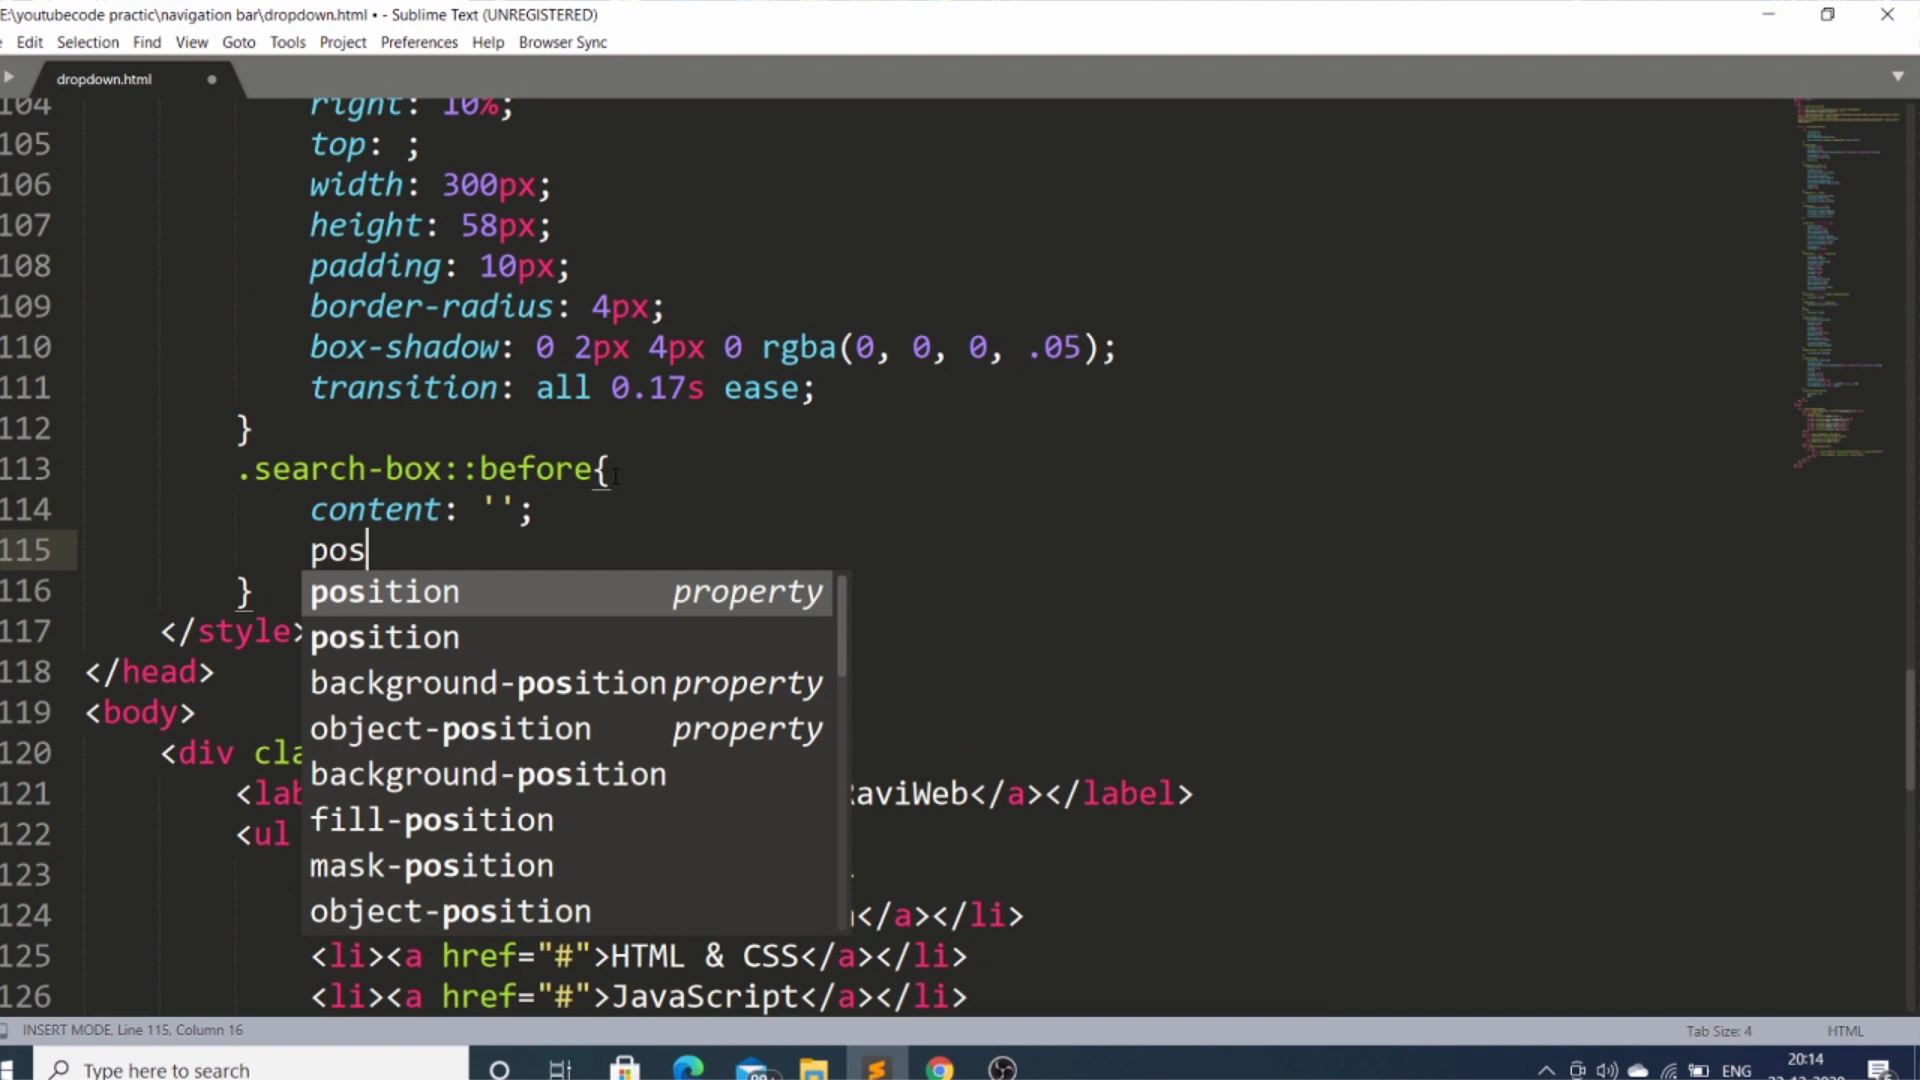 E:\youtubecode practic\navigation bar\dropdown.html • - Sublime Text (UNREGISTERED)
Edit Selection Find View Goto Tools Project Preferences Help Browser Sync
dropdown.html
104 right: 10%;
105 top: ;
106 width: 300px;
107 height: 58px;
108 padding: 10px;
109 border-radius: 4px;
110 box-shadow: 0 2px 4px 0 rgba(0, 0, 0, .05);
111 transition: all 0.17s ease;
112 }
113 .search-box::before{
114 content: '';
115 pos
116 } position property
117 </style> position
118 </head> background-position property
119 <body> object-position property
120 <div cla background-position
121 <lab RaviWeb</a></label>
122 <ul fill-position
123 mask-position
124 object-position </a></li>
125 <li><a href="#">HTML & CSS</a></li>
126 <li><a href="#">JavaScript</a></li>
INSERT MODE, Line 115, Column 16 Tab Size: 4 HTML
Type here to search ENG 20:14